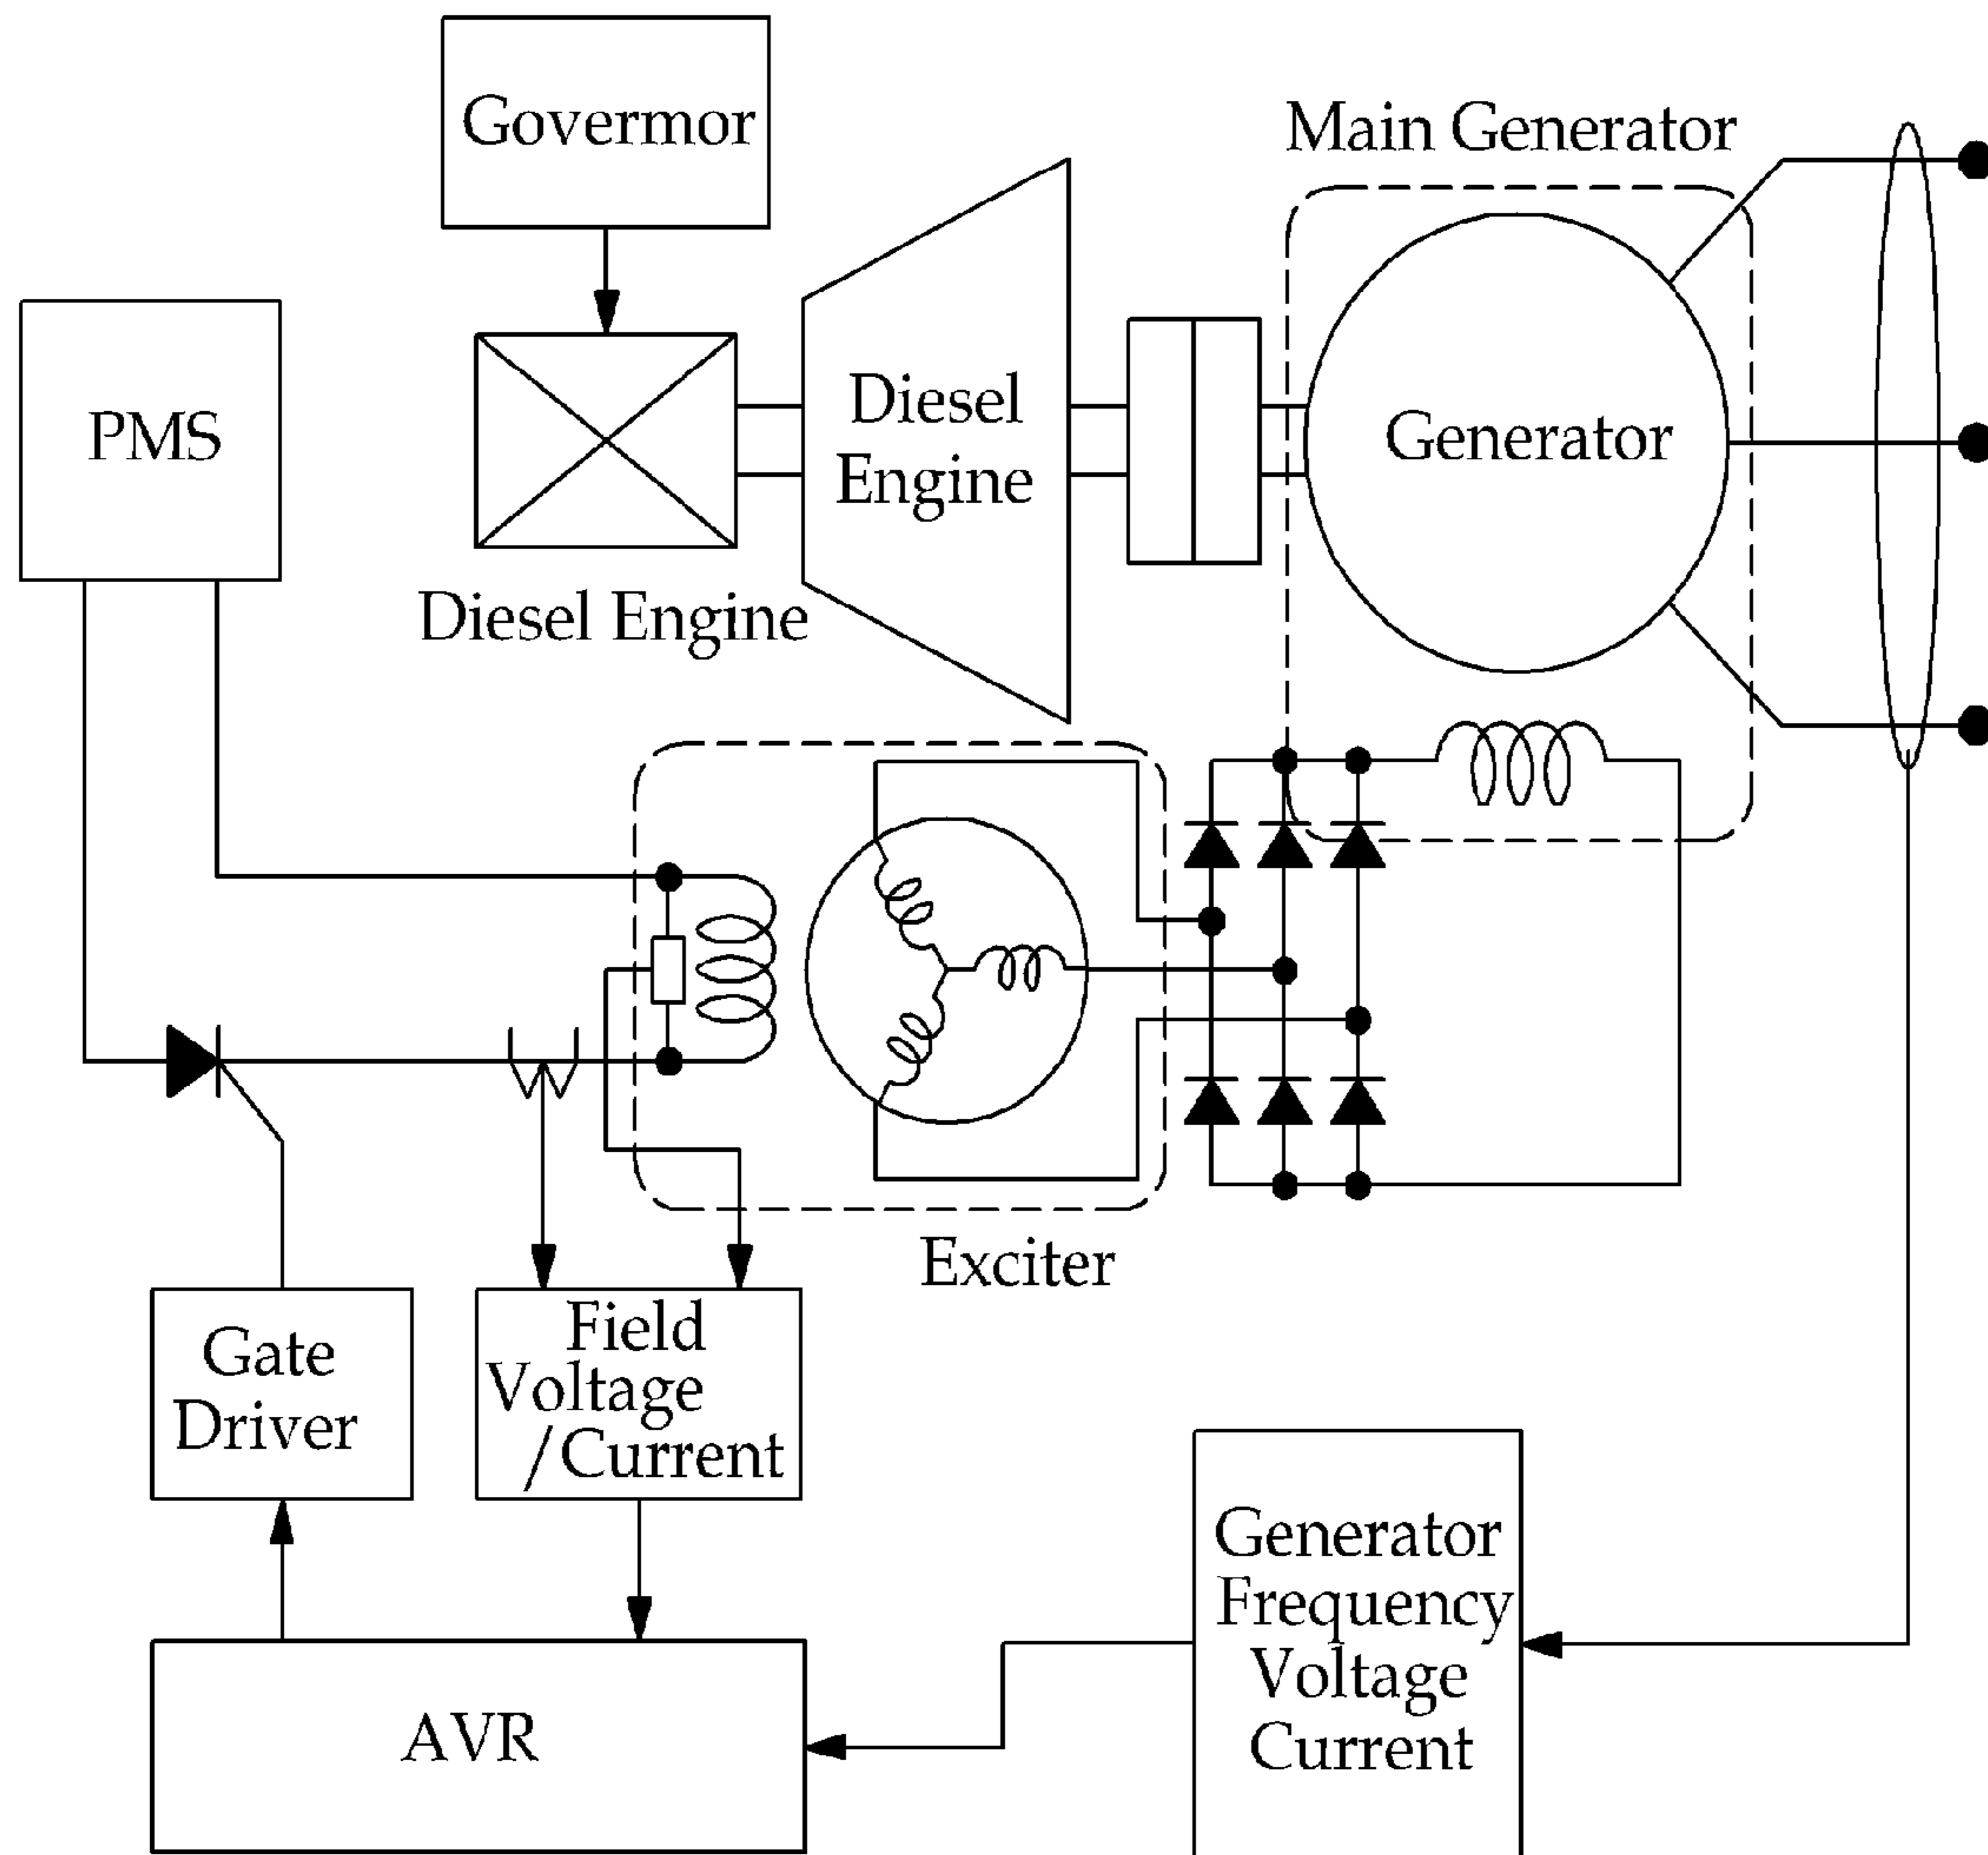 Govermor
Main Generator
PMS
Diesel
Engine
Generator
Diesel Engine
Exciter
Gate
Driver
Field
Voltage
/Current
Generator
Frequency
Voltage
Current
AVR